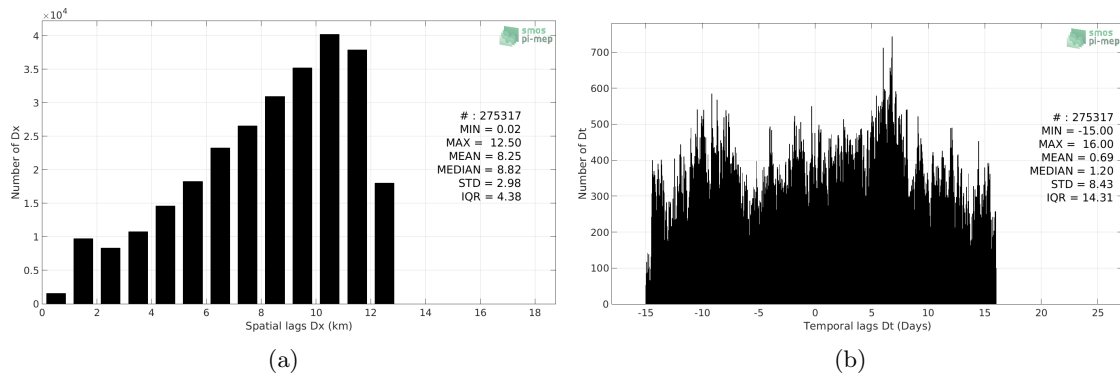 ×10⁴
4
3.5
3
2.5
2
1.5
1
0.5
0
0 2 4 6 8 10 12 14 16 18
Number of Dx
Spatial lags Dx (km)
smos
pi-mep
# : 275317
MIN = 0.02
MAX = 12.50
MEAN = 8.25
MEDIAN = 8.82
STD = 2.98
IQR = 4.38
(a)
700
600
500
400
300
200
100
0
-15 -10 -5 0 5 10 15 20 25
Number of Dt
Temporal lags Dt (Days)
smos
pi-mep
# : 275317
MIN = -15.00
MAX = 16.00
MEAN = 0.69
MEDIAN = 1.20
STD = 8.43
IQR = 14.31
(b)